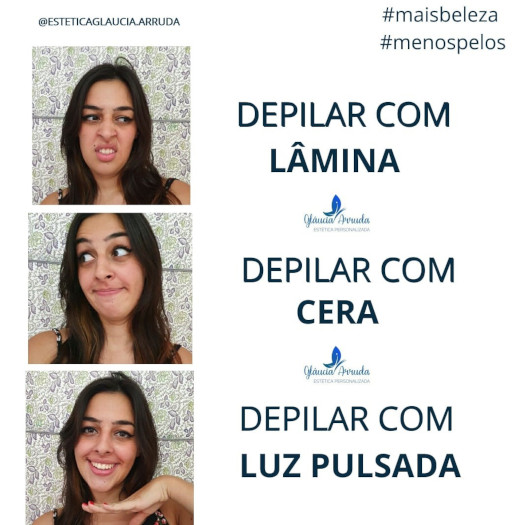 @ESTETICAGLAUCIA.ARRUDA
#maisbeleza
#menospelos
DEPILAR COM
LÂMINA
Gláucia Arruda
ESTÉTICA PERSONALIZADA
DEPILAR COM
CERA
Gláucia Arruda
ESTÉTICA PERSONALIZADA
DEPILAR COM
LUZ PULSADA